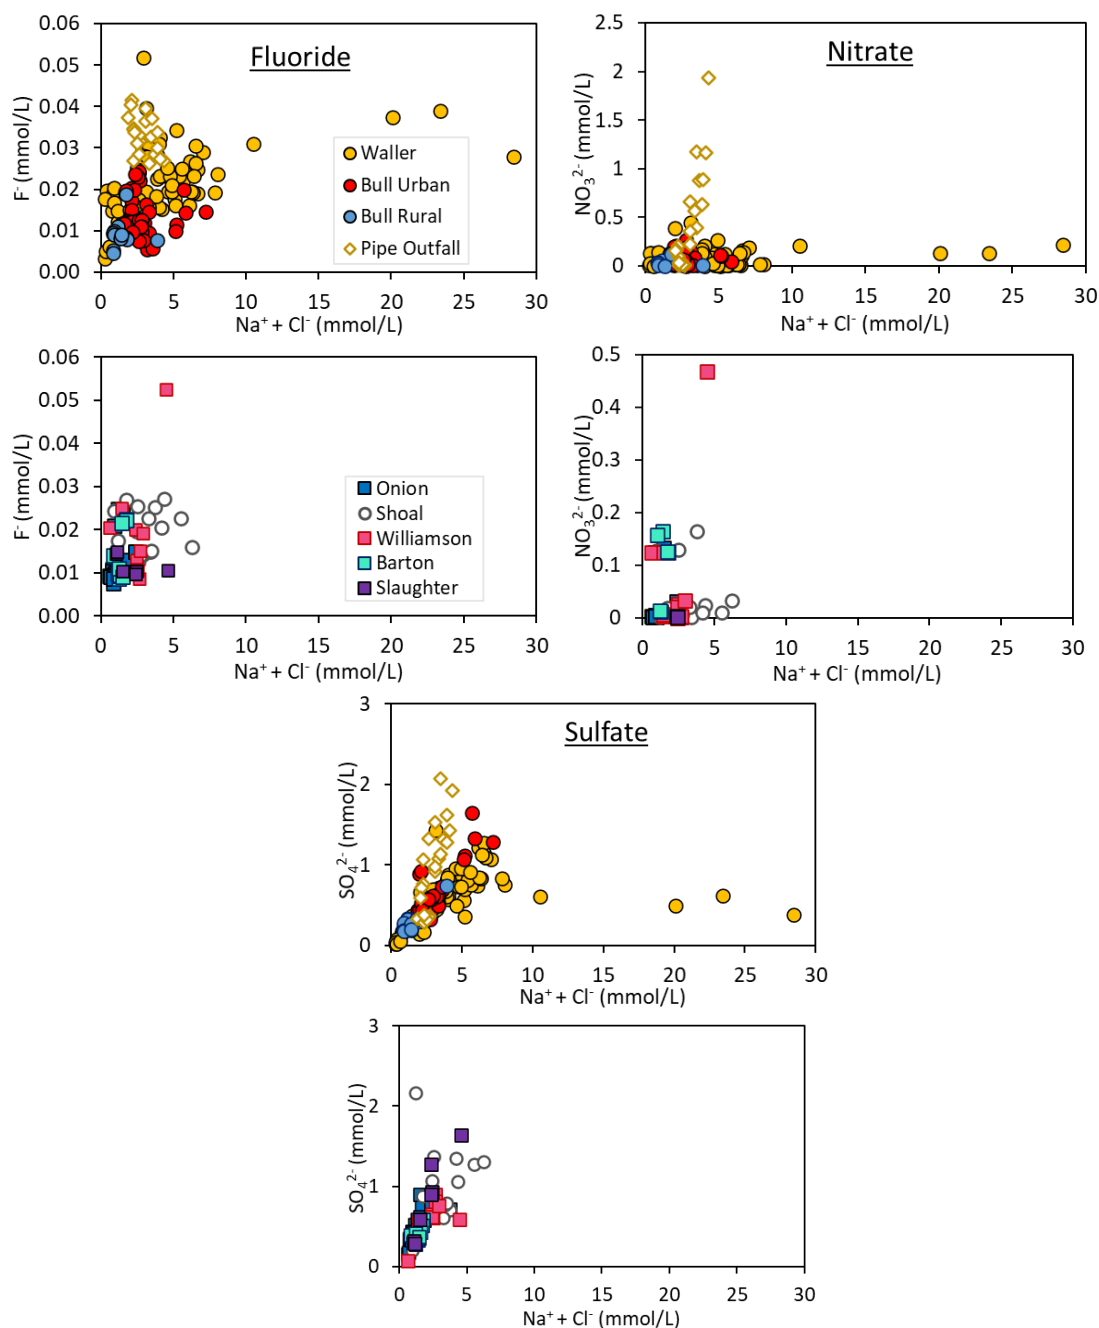 Fluoride
F⁻ (mmol/L)
0.06
0.05
0.04
0.03
0.02
0.01
0.00
0 5 10 15 20 25 30
Na⁺ + Cl⁻ (mmol/L)
Waller
Bull Urban
Bull Rural
Pipe Outfall
Nitrate
NO₃²⁻ (mmol/L)
2.5
2
1.5
1
0.5
0
0 5 10 15 20 25 30
Na⁺ + Cl⁻ (mmol/L)
F⁻ (mmol/L)
0.06
0.05
0.04
0.03
0.02
0.01
0.00
0 5 10 15 20 25 30
Na⁺ + Cl⁻ (mmol/L)
Onion
Shoal
Williamson
Barton
Slaughter
NO₃²⁻ (mmol/L)
0.5
0.4
0.3
0.2
0.1
0
0 5 10 15 20 25 30
Na⁺ + Cl⁻ (mmol/L)
Sulfate
SO₄²⁻ (mmol/L)
3
2
1
0
0 5 10 15 20 25 30
Na⁺ + Cl⁻ (mmol/L)
SO₄²⁻ (mmol/L)
3
2
1
0
0 5 10 15 20 25 30
Na⁺ + Cl⁻ (mmol/L)